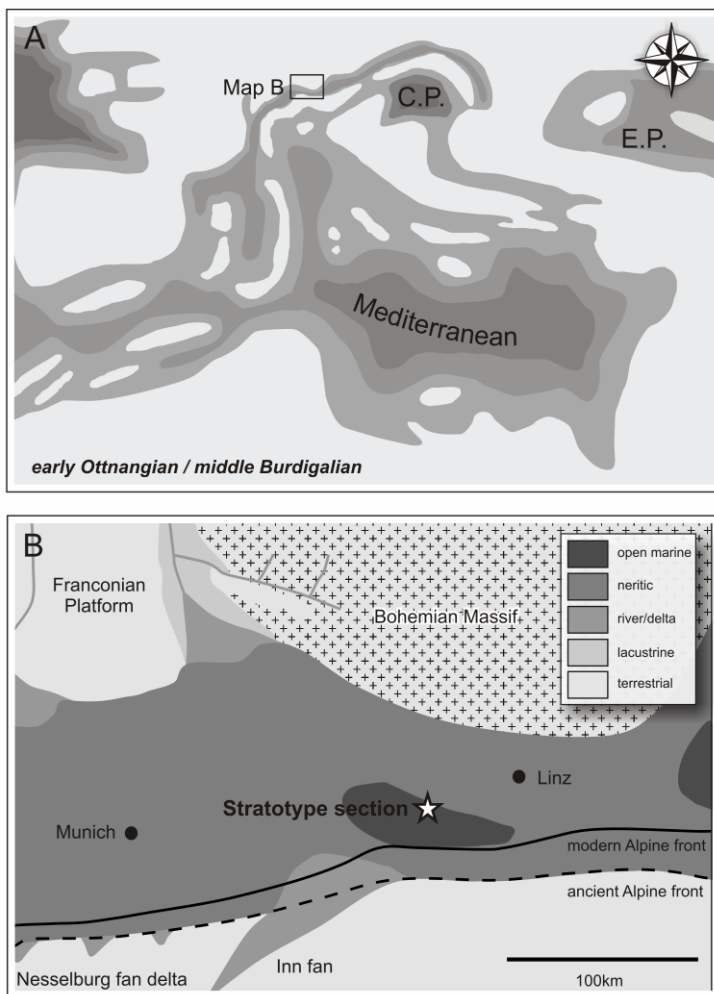 A
Map B
C.P.
E.P.
Mediterranean
early Ottnangian / middle Burdigalian
B
Franconian
Platform
Bohemian Massif
open marine
neritic
river/delta
lacustrine
terrestrial
Linz
Stratotype section
Munich
modern Alpine front
ancient Alpine front
Inn fan
Nesselburg fan delta
100km